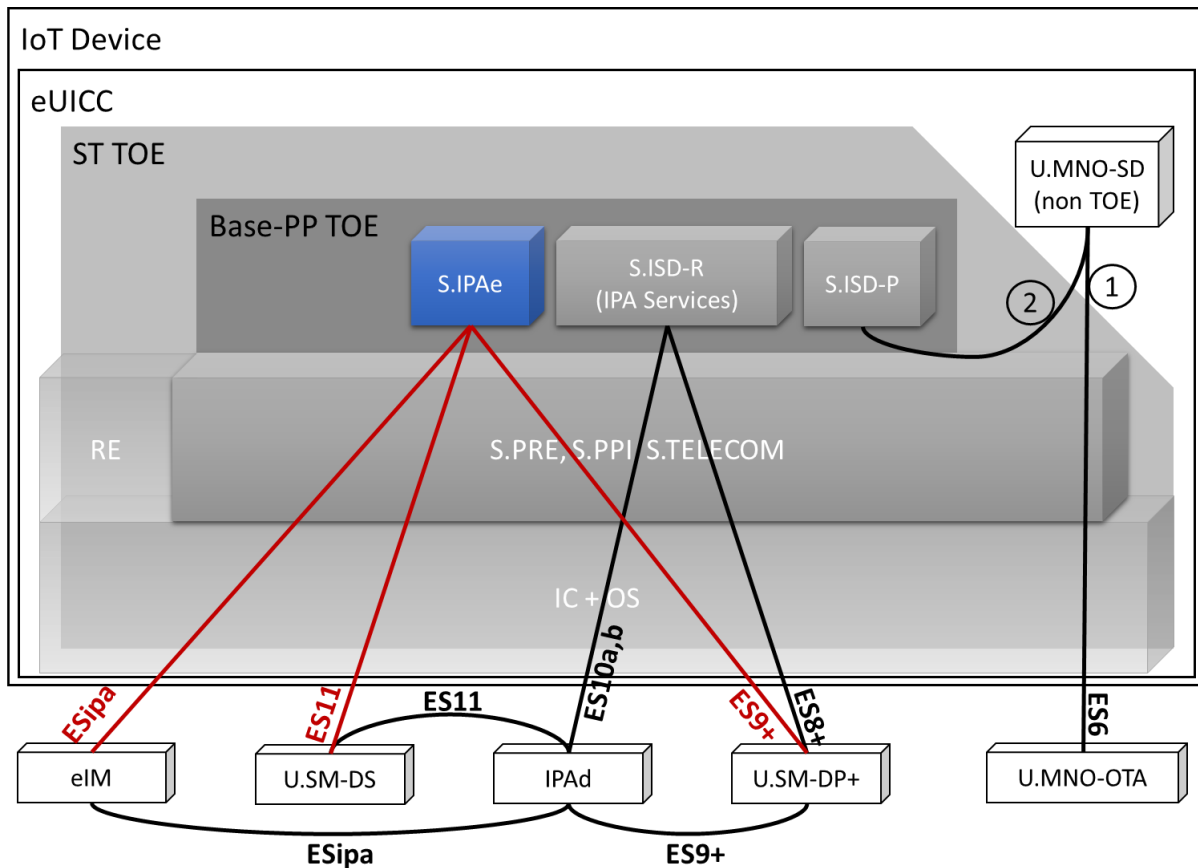 IoT Device
eUICC
ST TOE
U.MNO-SD
(non TOE)
Base-PP TOE
S.IPAe
S.ISD-R
(IPA Services)
S.ISD-P
2
1
RE
S.PRE, S.PPI, S.TELECOM
IC + OS
ESipa
ES11
ES11
ES10a,b
ES9+
ES8+
ES6
eIM
U.SM-DS
IPAd
U.SM-DP+
U.MNO-OTA
ESipa
ES9+